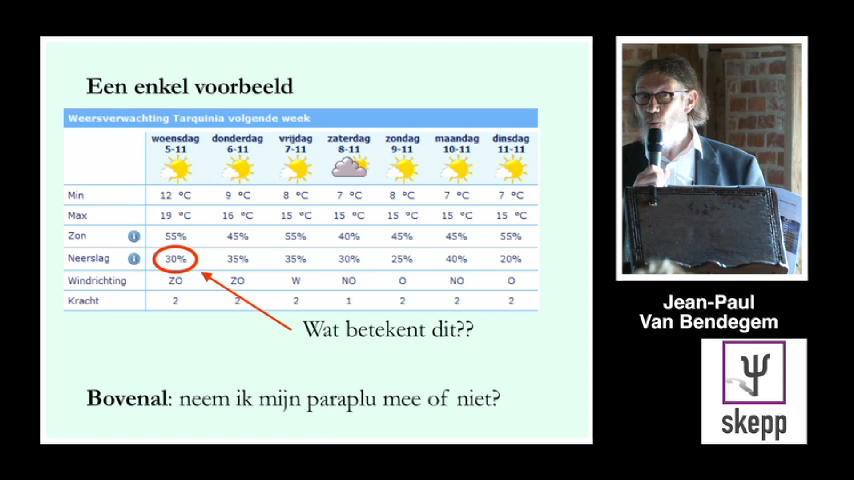 Een enkel voorbeeld
Weersverwachting Tarquinia volgende week
woensdag donderdag vrijdag zaterdag zondag maandag dinsdag
5-11 6-11 7-11 8-11 9-11 10-11 11-11
Min 12 °C 9 °C 8 °C 7 °C 8 °C 7 °C 7 °C
Max 19 °C 16 °C 15 °C 15 °C 15 °C 15 °C 15 °C
Zon i 55% 45% 55% 40% 45% 45% 55%
Neerslag i 30% 35% 35% 30% 25% 40% 20%
Windrichting ZO ZO W NO O NO O
Kracht 2 2 2 1 2 2 2
Wat betekent dit??
Bovenal: neem ik mijn paraplu mee of niet?
Jean-Paul
Van Bendegem
skepp